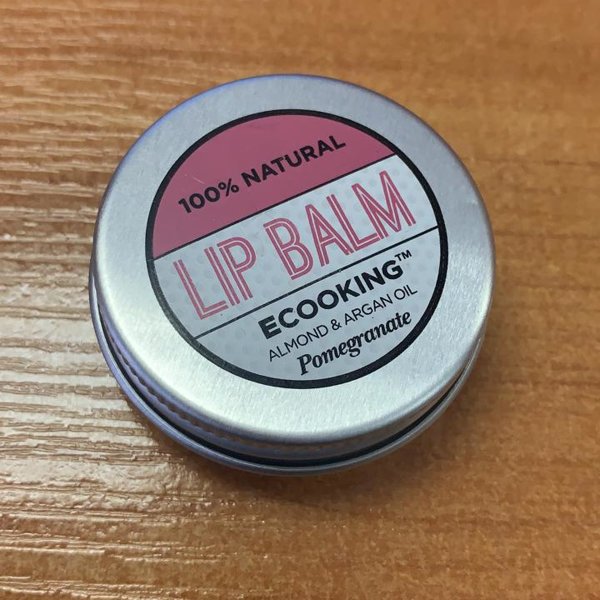 100% NATURAL
LIP BALM
ECOOKING™
ALMOND & ARGAN OIL
Pomegranate